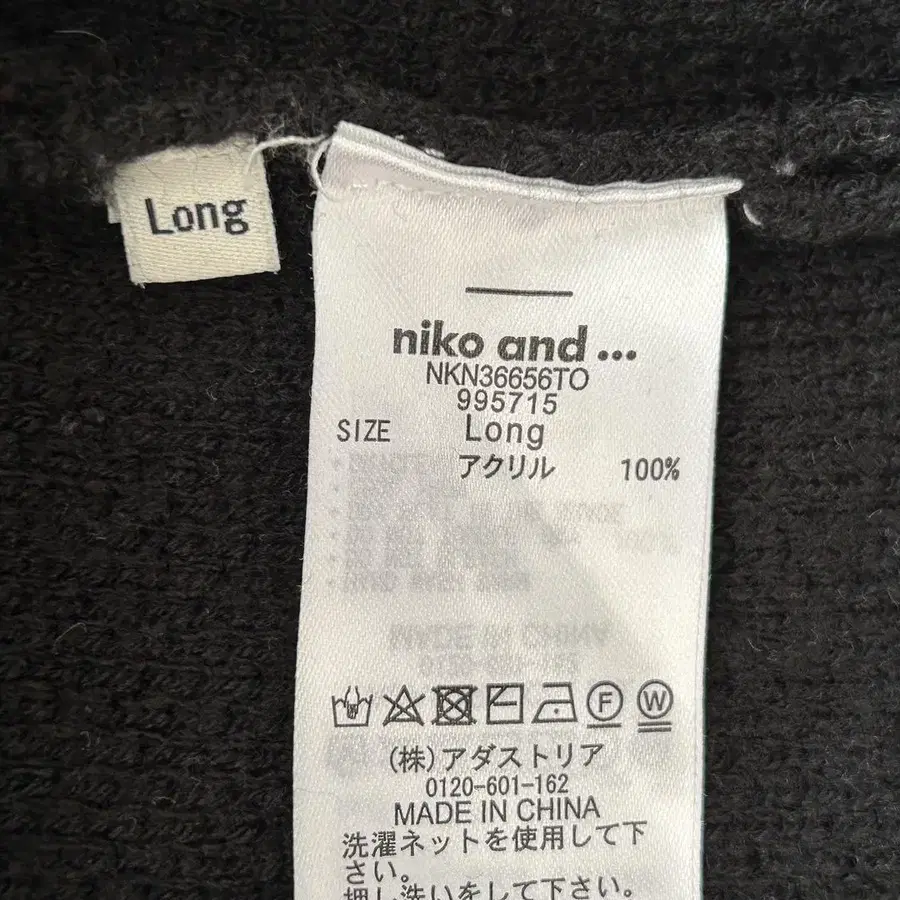 Long
niko and ...
NKN36656TO
995715
SIZE Long
アクリル 100%
F W
(株)アダストリア
0120-601-162
MADE IN CHINA
洗濯ネットを使用して下
さい。
押し洗いをして下さい。